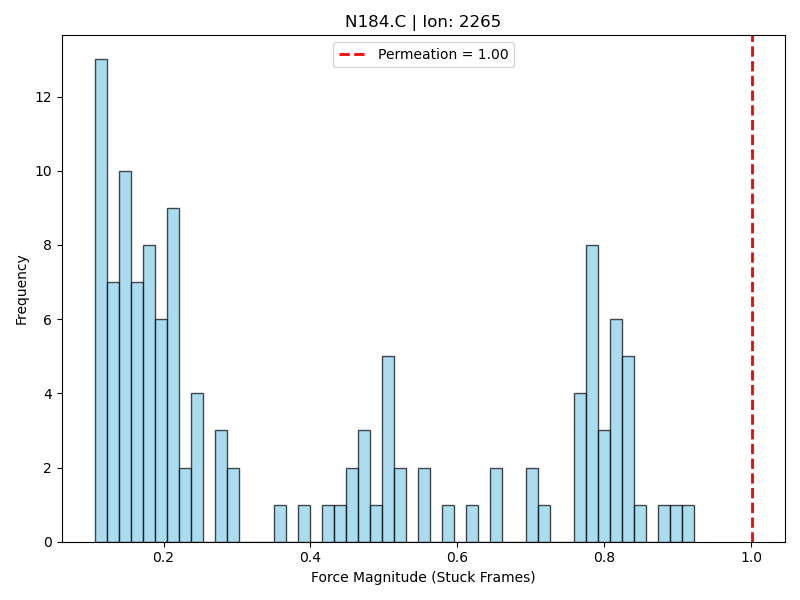 N184.C | Ion: 2265
Permeation = 1.00
12
10
8
6
4
2
0
Frequency
0.2 0.4 0.6 0.8 1.0
Force Magnitude (Stuck Frames)